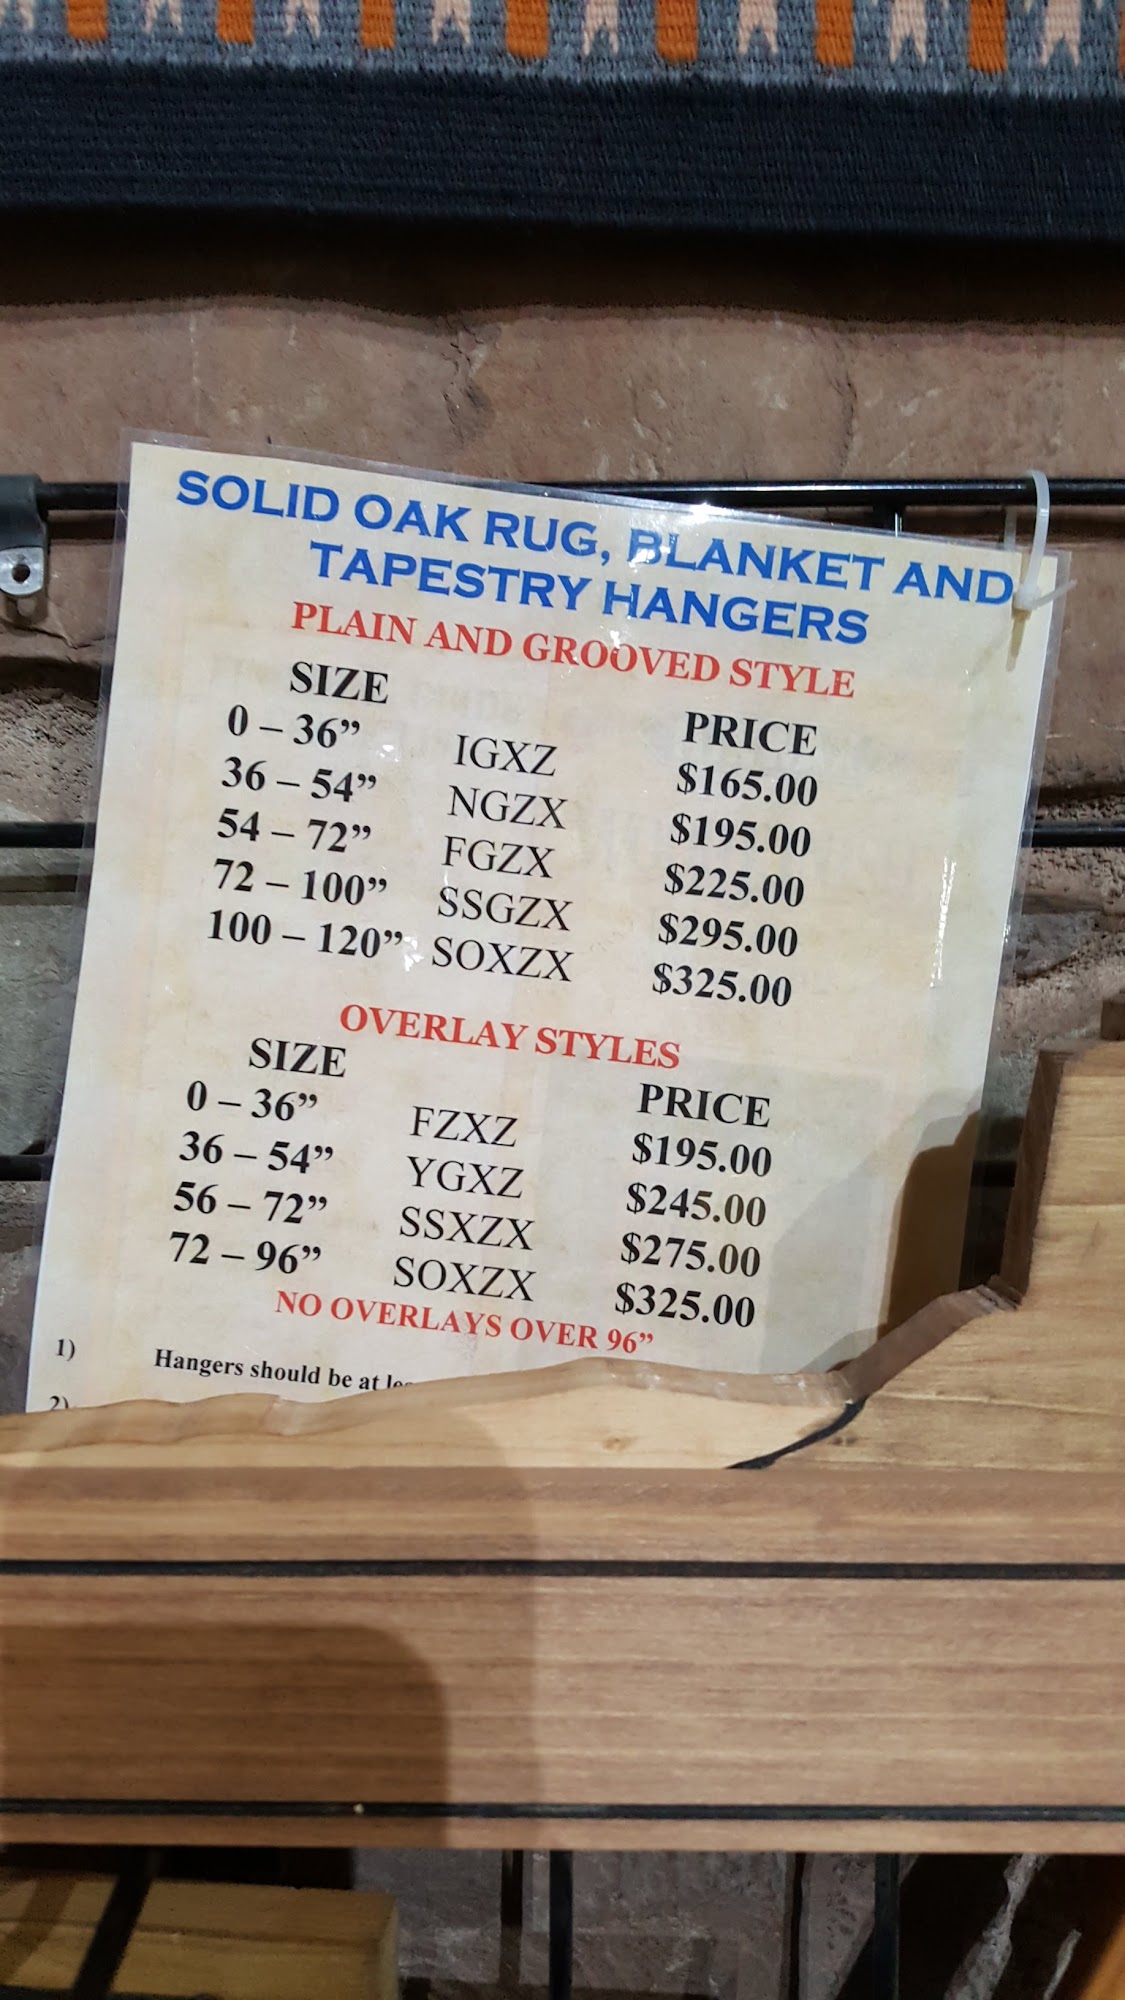 SOLID OAK RUG, BLANKET AND
TAPESTRY HANGERS
PLAIN AND GROOVED STYLE
SIZE PRICE
0 – 36” IGXZ $165.00
36 – 54” NGZX $195.00
54 – 72” FGZX $225.00
72 – 100” SSGZX $295.00
100 – 120” SOXZX $325.00
OVERLAY STYLES
SIZE PRICE
0 – 36” FZXZ $195.00
36 – 54” YGXZ $245.00
56 – 72” SSXZX $275.00
72 – 96” SOXZX $325.00
NO OVERLAYS OVER 96”
1) Hangers should be at
2)